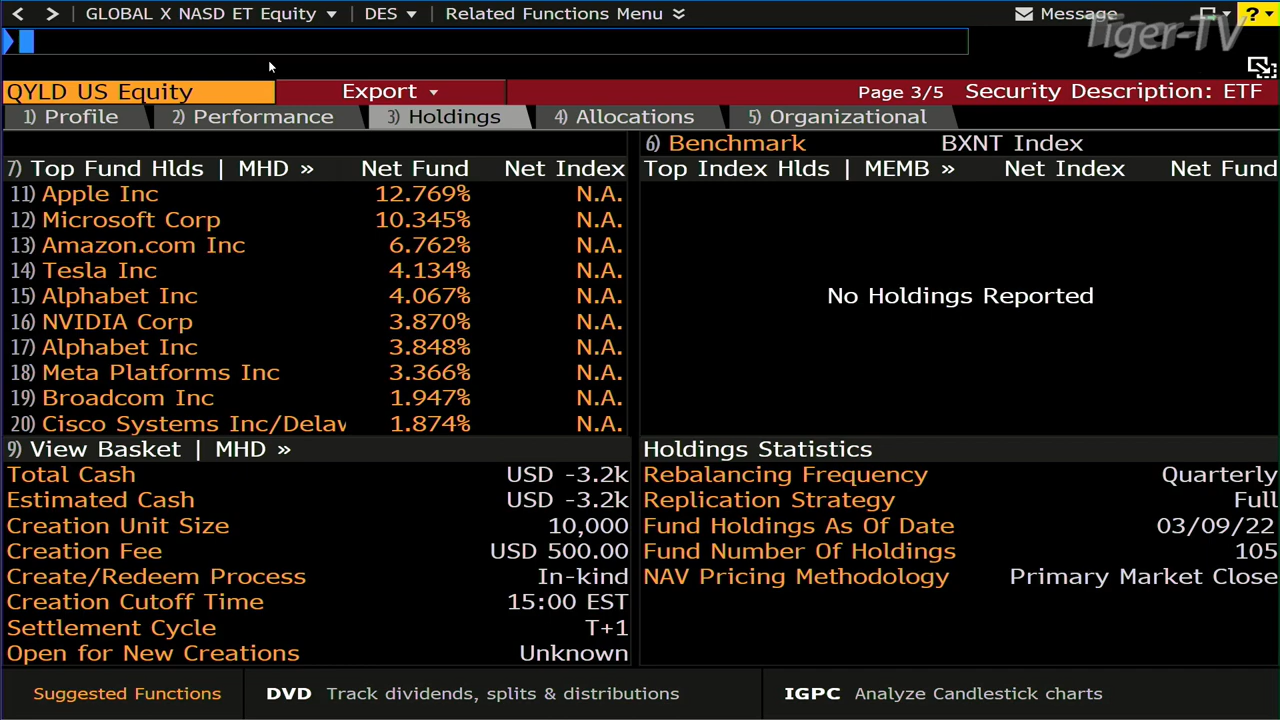 GLOBAL X NASD ET Equity DES Related Functions Menu Message ?
Tiger-TV
QYLD US Equity Export Page 3/5 Security Description: ETF
1) Profile 2) Performance 3) Holdings 4) Allocations 5) Organizational
6) Benchmark BXNT Index
7) Top Fund Hlds | MHD » Net Fund Net Index Top Index Hlds | MEMB » Net Index Net Fund
11) Apple Inc 12.769% N.A.
12) Microsoft Corp 10.345% N.A.
13) Amazon.com Inc 6.762% N.A.
14) Tesla Inc 4.134% N.A.
15) Alphabet Inc 4.067% N.A.
No Holdings Reported
16) NVIDIA Corp 3.870% N.A.
17) Alphabet Inc 3.848% N.A.
18) Meta Platforms Inc 3.366% N.A.
19) Broadcom Inc 1.947% N.A.
20) Cisco Systems Inc/Delav 1.874% N.A.
9) View Basket | MHD » Holdings Statistics
Total Cash USD -3.2k Rebalancing Frequency Quarterly
Estimated Cash USD -3.2k Replication Strategy Full
Creation Unit Size 10,000 Fund Holdings As Of Date 03/09/22
Creation Fee USD 500.00 Fund Number Of Holdings 105
Create/Redeem Process In-kind NAV Pricing Methodology Primary Market Close
Creation Cutoff Time 15:00 EST
Settlement Cycle T+1
Open for New Creations Unknown
Suggested Functions DVD Track dividends, splits & distributions IGPC Analyze Candlestick charts